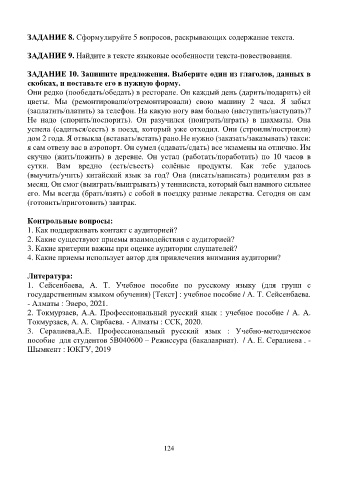 ЗАДАНИЕ 8. Сформулируйте 5 вопросов, раскрывающих содержание текста.
ЗАДАНИЕ 9. Найдите в тексте языковые особенности текста-повествования.
ЗАДАНИЕ 10. Запишите предложения. Выберите один из глаголов, данных в
скобках, и поставьте его в нужную форму.
Они редко (пообедать/обедать) в ресторане. Он каждый день (дарить/подарить) ей
цветы. Мы (ремонтировали/отремонтировали) свою машину 2 часа. Я забыл
(заплатить/платить) за телефон. На какую ногу вам больно (наступить/наступать)?
Не надо (спорить/поспорить). Он разучился (поиграть/играть) в шахматы. Она
успела (садиться/сесть) в поезд, который уже отходил. Они (строили/построили)
дом 2 года. Я отвыкла (вставать/встать) рано.Не нужно (заказать/заказывать) такси:
я сам отвезу вас в аэропорт. Он сумел (сдавать/сдать) все экзамены на отлично. Им
скучно (жить/пожить) в деревне. Он устал (работать/поработать) по 10 часов в
сутки. Вам вредно (есть/съесть) солёные продукты. Как тебе удалось
(выучить/учить) китайский язык за год? Она (писать/написать) родителям раз в
месяц. Он смог (выиграть/выигрывать) у теннисиста, который был намного сильнее
его. Мы всегда (брать/взять) с собой в поездку разные лекарства. Сегодня он сам
(готовить/приготовить) завтрак.
Контрольные вопросы:
1. Как поддерживать контакт с аудиторией?
2. Какие существуют приемы взаимодействия с аудиторией?
3. Какие критерии важны при оценке аудитории слушателей?
4. Какие приемы использует автор для привлечения внимания аудитории?
Литература:
1. Сейсенбаева, А. Т. Учебное пособие по русскому языку (для групп с
государственным языком обучения) [Текст] : учебное пособие / А. Т. Сейсенбаева.
- Алматы : Эверо, 2021.
2. Токмурзаев, А.А. Профессиональный русский язык : учебное пособие / А. А.
Токмурзаев, А. А. Сирбаева. - Алматы : ССК, 2020.
3. Сералиева,А.Е. Профессиональный русский язык : Учебно-методическое
пособие для студентов 5В040600 – Режиссура (бакалавриат). / А. Е. Сералиева . -
Шымкент : ЮКГУ, 2019
124